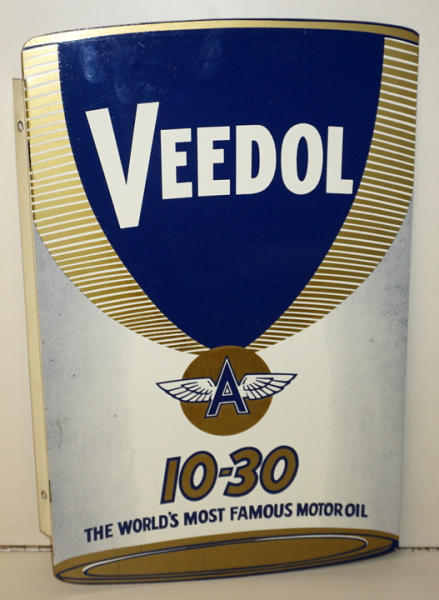 VEEDOL
A
10-30
THE WORLD'S MOST FAMOUS MOTOR OIL